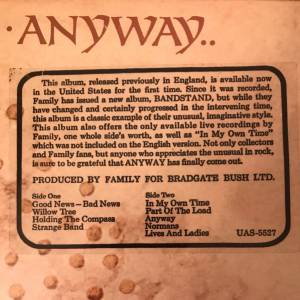 ·ANYWAY..
This album, released previously in England, is available now
in the United States for the first time. Since it was recorded,
Family has issued a new album, BANDSTAND, but while they
have changed and certainly progressed in the intervening time,
this album is a classic example of their unusual, imaginative style.
This album also offers the only available live recordings by
Family, one whole side's worth, as well as "In My Own Time"
which was not included on the English version. Not only collectors
and Family fans, but anyone who appreciates the unusual in rock,
is sure to be grateful that ANYWAY has finally come out.
PRODUCED BY FAMILY FOR BRADGATE BUSH LTD.
Side One
Good News—Bad News
Willow Tree
Holding The Compass
Strange Band
Side Two
In My Own Time
Part Of The Load
Anyway
Normans
Lives And Ladies
UAS-5527